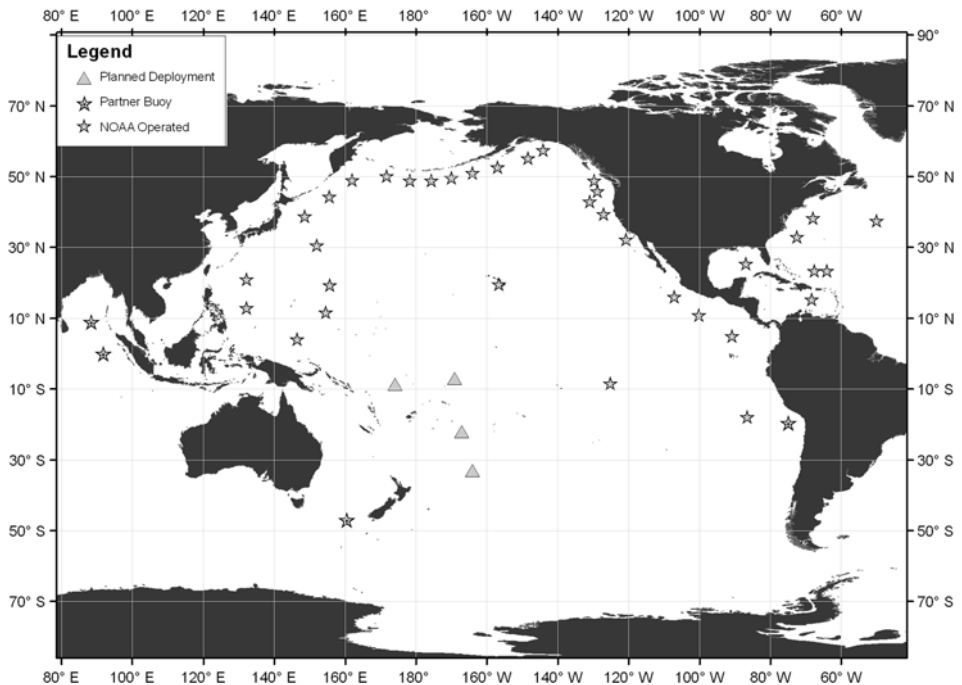 80° E 100° E 120° E 140° E 160° E 180° 160° W 140° W 120° W 100° W 80° W 60° W
Legend
Planned Deployment
Partner Buoy
NOAA Operated
90°
70° N 70° N
50° N 50° N
30° N 30° N
10° N 10° N
10° S 10° S
30° S 30° S
50° S 50° S
70° S 70° S
80° E 100° E 120° E 140° E 160° E 180° 160° W 140° W 120° W 100° W 80° W 60° W